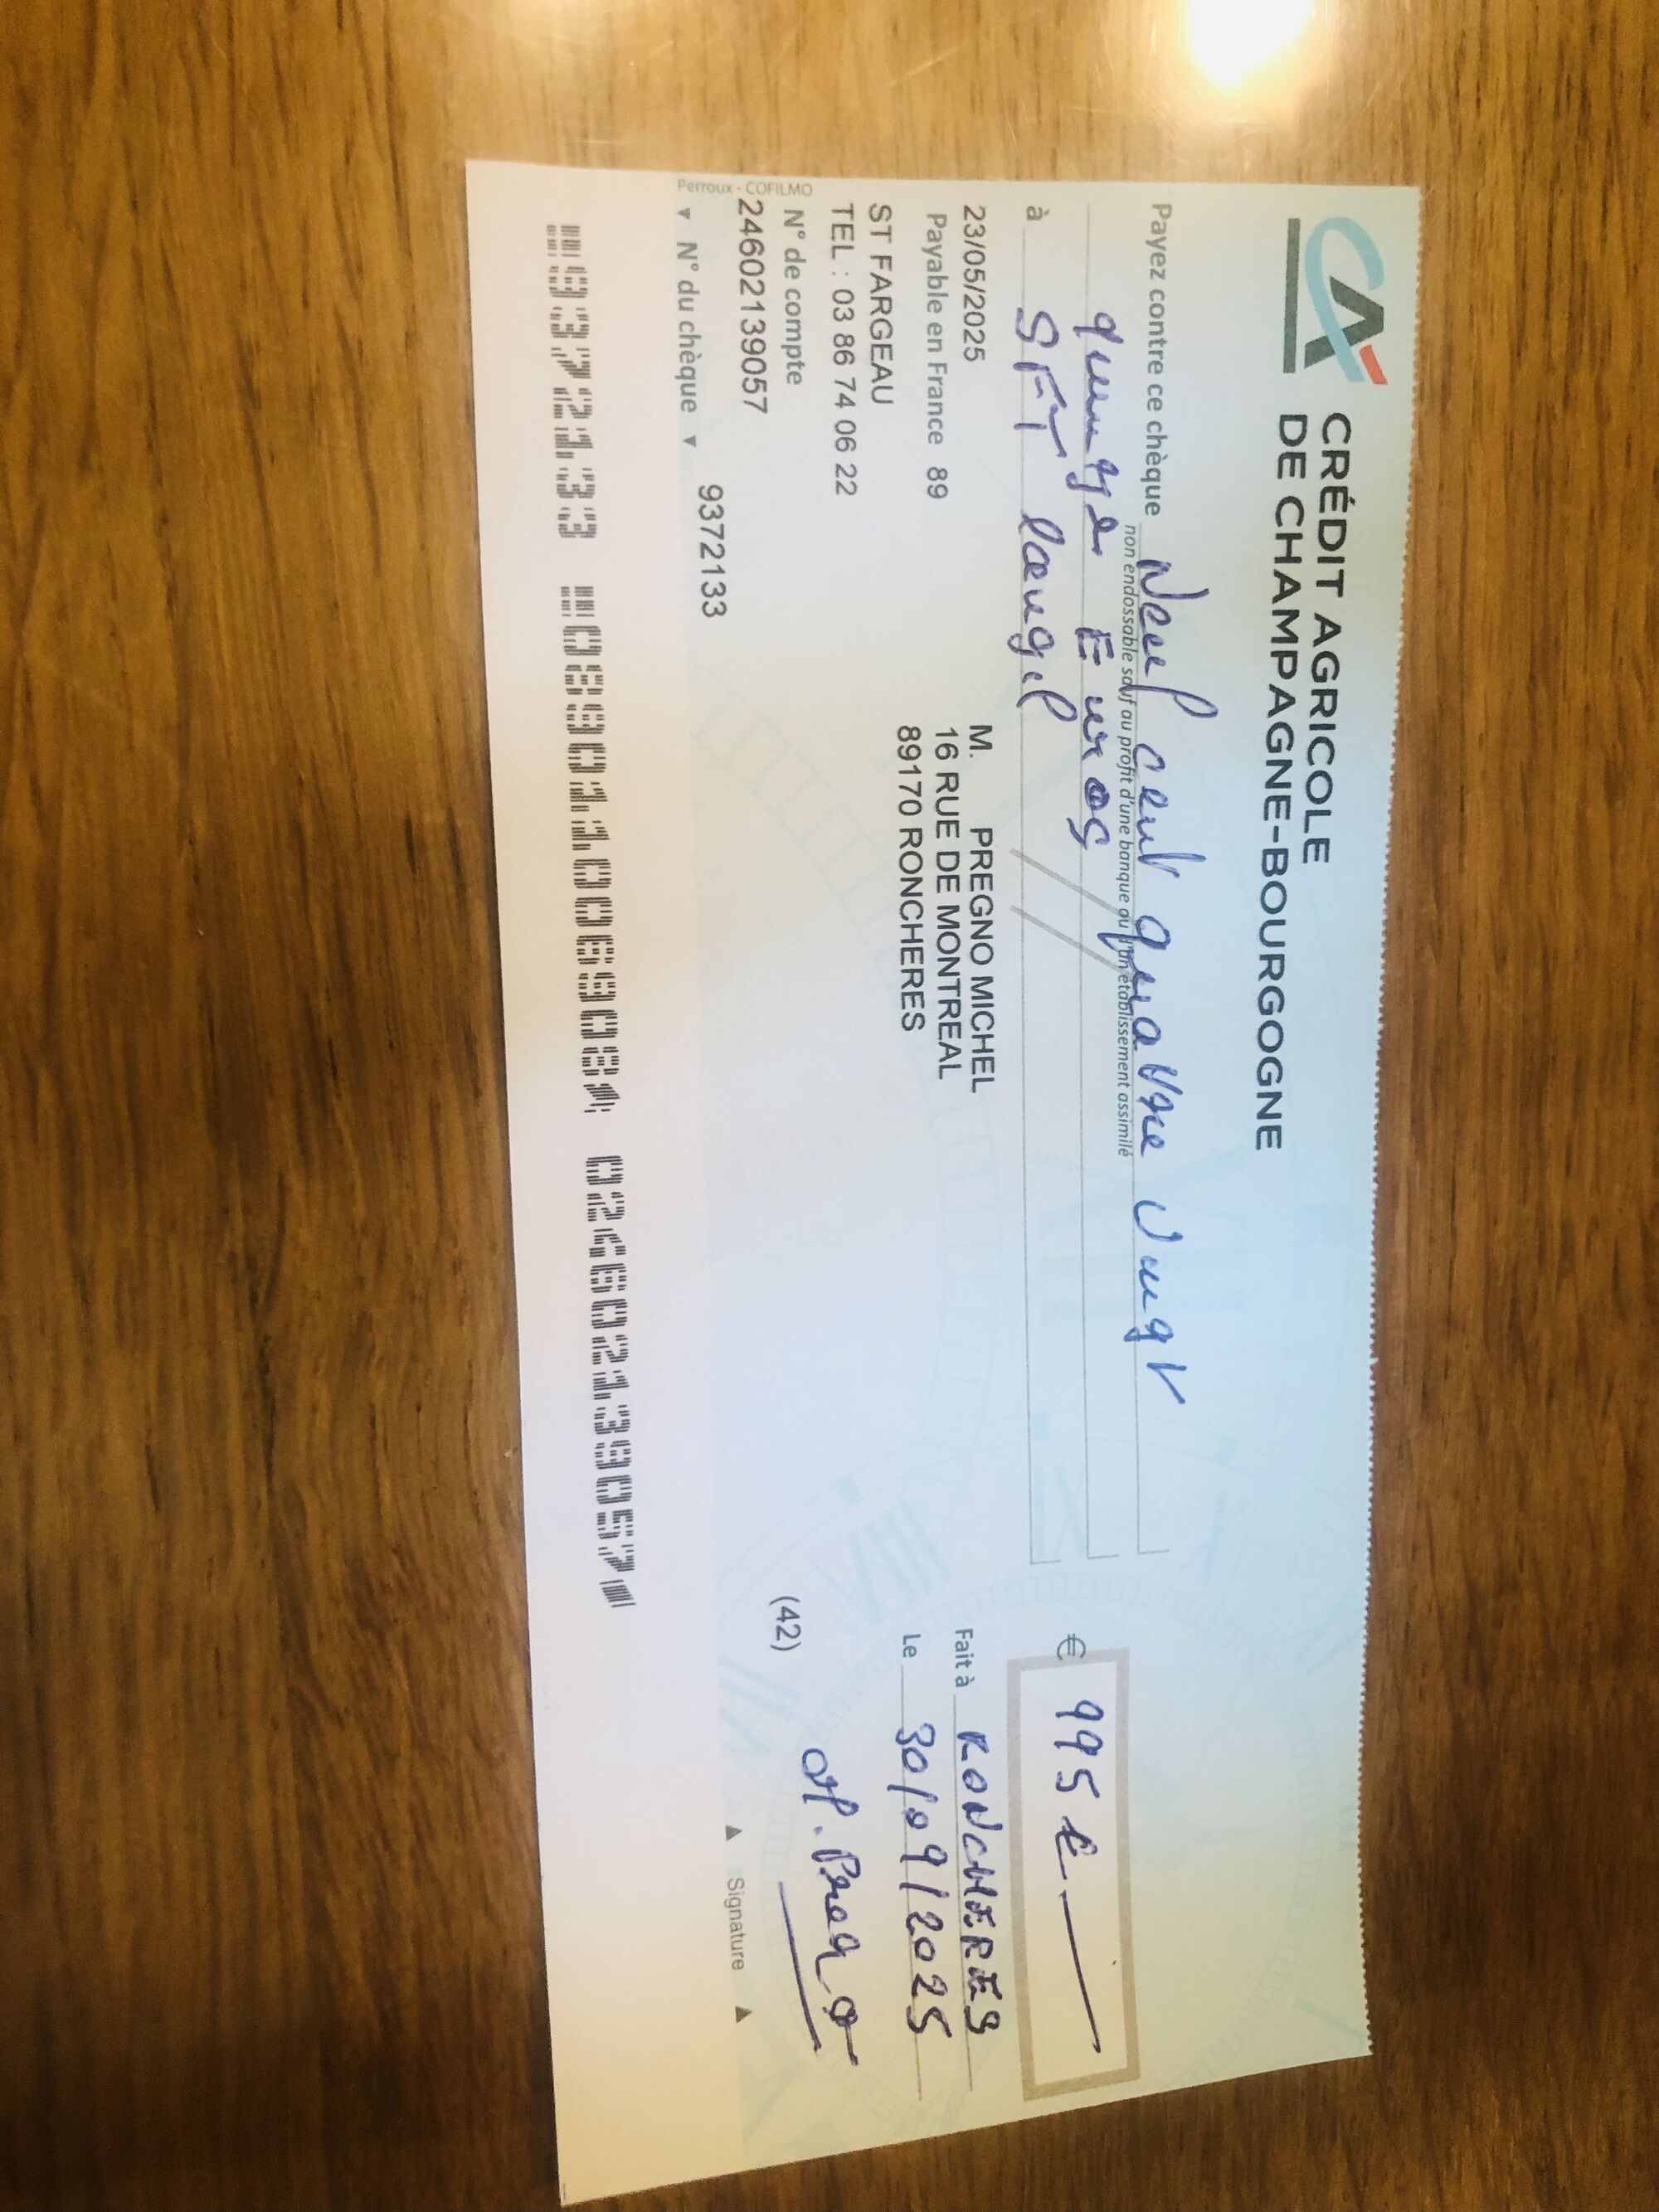 CRÉDIT AGRICOLE
DE CHAMPAGNE-BOURGOGNE
Payez contre ce chèque Neuf cent quatre vingt
non endossable sauf au profit d'une banque ou d'un établissement assimilé
quinze Euros
€ 995 €
à SFT
23/05/2025
Payable en France 89
ST FARGEAU
TEL : 03 86 74 06 22
N° de compte
24602139057
M. PREGNO MICHEL
16 RUE DE MONTREAL
89170 RONCHERES
Fait à RONCHERES
Le 30/09/2025
(42)
M. Pregno
Perroux - COFILMO
▼ N° du chèque ▼
9372133
▲ Signature ▲
9372133 089011006908 024602139057